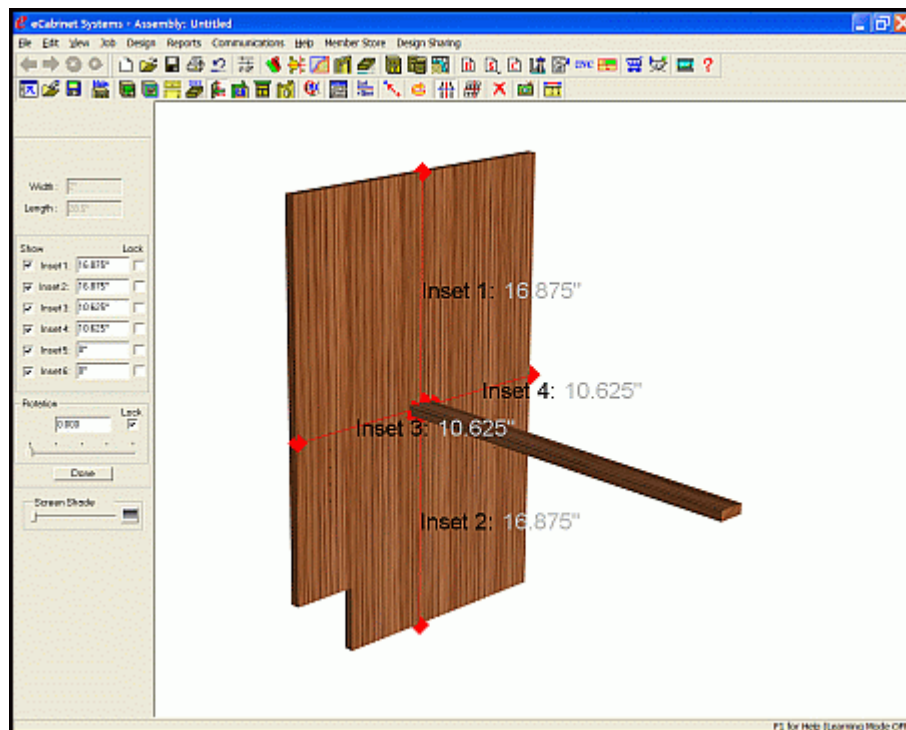 eCabinet Systems - Assembly: Untitled
File Edit View Job Design Reports Communications Help Member Store Design Sharing
Width:
Length: 20.5"
Show Lock
Inset 1: 16.875"
Inset 2: 16.875"
Inset 3: 10.625"
Inset 4: 10.625"
Inset 5: 0"
Inset 6: 0"
Rotation
Lock
0.000
Done
Screen Shade
Inset 1: 16.875"
Inset 4: 10.625"
Inset 3: 10.625"
Inset 2: 16.875"
F1 for Help (Learning Mode OFF